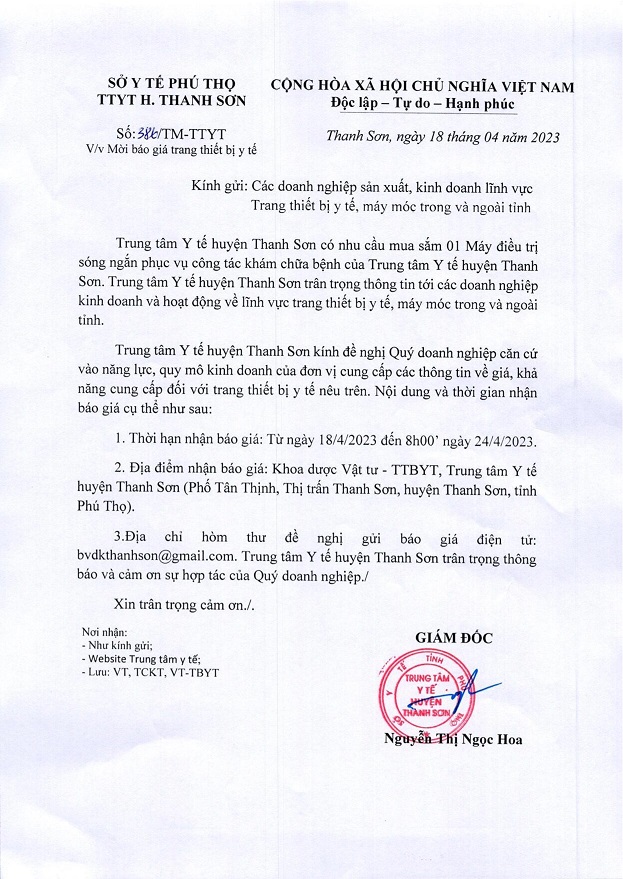 SỞ Y TẾ PHÚ THỌ
TTYT H. THANH SƠN
CỘNG HÒA XÃ HỘI CHỦ NGHĨA VIỆT NAM
Độc lập – Tự do – Hạnh phúc
Số:386/TM-TTYT
V/v Mời báo giá trang thiết bị y tế
Thanh Sơn, ngày 18 tháng 04 năm 2023
Kính gửi: Các doanh nghiệp sản xuất, kinh doanh lĩnh vực
Trang thiết bị y tế, máy móc trong và ngoài tỉnh
Trung tâm Y tế huyện Thanh Sơn có nhu cầu mua sắm 01 Máy điều trị
sóng ngắn phục vụ công tác khám chữa bệnh của Trung tâm Y tế huyện Thanh
Sơn. Trung tâm Y tế huyện Thanh Sơn trân trọng thông tin tới các doanh nghiệp
kinh doanh và hoạt động về lĩnh vực trang thiết bị y tế, máy móc trong và ngoài
tỉnh.
Trung tâm Y tế huyện Thanh Sơn kính đề nghị Quý doanh nghiệp căn cứ
vào năng lực, quy mô kinh doanh của đơn vị cung cấp các thông tin về giá, khả
năng cung cấp đối với trang thiết bị y tế nêu trên. Nội dung và thời gian nhận
báo giá cụ thể như sau:
1. Thời hạn nhận báo giá: Từ ngày 18/4/2023 đến 8h00’ ngày 24/4/2023.
2. Địa điểm nhận báo giá: Khoa dược Vật tư - TTBYT, Trung tâm Y tế
huyện Thanh Sơn (Phố Tân Thịnh, Thị trấn Thanh Sơn, huyện Thanh Sơn, tỉnh
Phú Thọ).
3.Địa chỉ hòm thư đề nghị gửi báo giá điện tử:
bvdkthanhson@gmail.com. Trung tâm Y tế huyện Thanh Sơn trân trọng thông
báo và cảm ơn sự hợp tác của Quý doanh nghiệp./
Xin trân trọng cảm ơn./.
Nơi nhận:
- Như kính gửi;
- Website Trung tâm y tế;
- Lưu: VT, TCKT, VT-TBYT
GIÁM ĐỐC
SỞ Y TẾ TỈNH PHÚ THỌ
TRUNG TÂM
Y TẾ
HUYỆN
THANH SƠN
Nguyễn Thị Ngọc Hoa